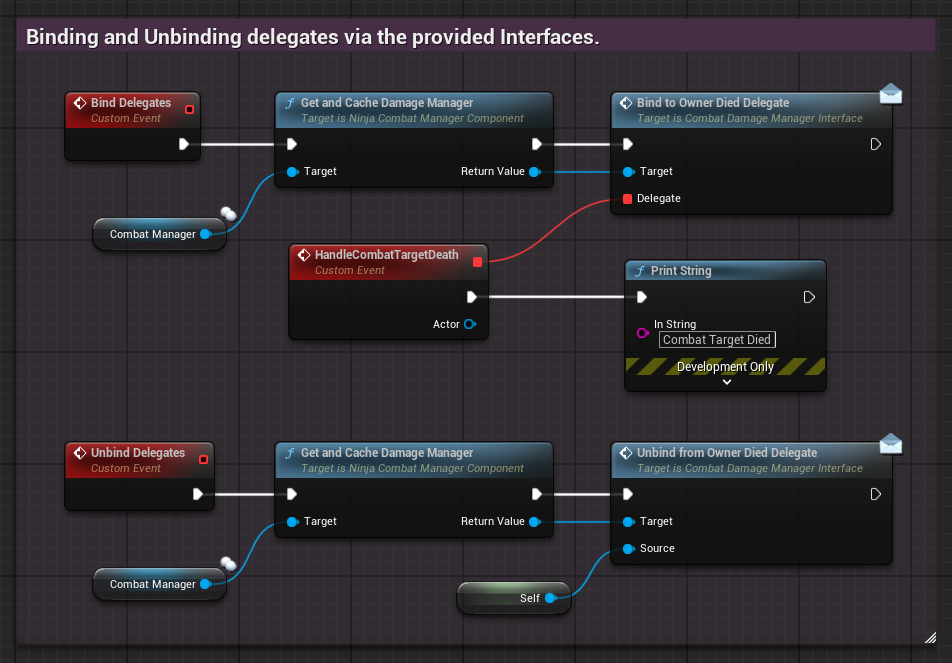 Binding and Unbinding delegates via the provided Interfaces.
Bind Delegates
Custom Event
Get and Cache Damage Manager
Target is Ninja Combat Manager Component
Target
Return Value
Bind to Owner Died Delegate
Target is Combat Damage Manager Interface
Target
Delegate
Combat Manager
HandleCombatTargetDeath
Custom Event
Actor
Print String
In String
Combat Target Died
Development Only
Unbind Delegates
Custom Event
Get and Cache Damage Manager
Target is Ninja Combat Manager Component
Target
Return Value
Unbind from Owner Died Delegate
Target is Combat Damage Manager Interface
Target
Source
Combat Manager
Self